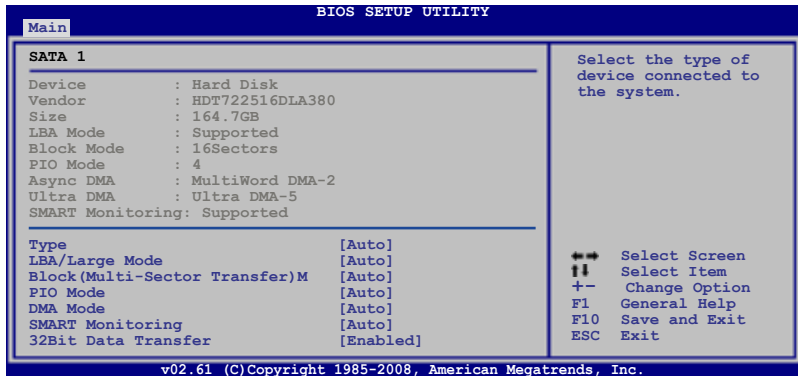 BIOS SETUP UTILITY
Main
SATA 1
Device : Hard Disk
Vendor : HDT722516DLA380
Size : 164.7GB
LBA Mode : Supported
Block Mode : 16Sectors
PIO Mode : 4
Async DMA : MultiWord DMA-2
Ultra DMA : Ultra DMA-5
SMART Monitoring: Supported
Type [Auto]
LBA/Large Mode [Auto]
Block(Multi-Sector Transfer)M [Auto]
PIO Mode [Auto]
DMA Mode [Auto]
SMART Monitoring [Auto]
32Bit Data Transfer [Enabled]
Select the type of
device connected to
the system.
←→ Select Screen
↑↓ Select Item
+- Change Option
F1 General Help
F10 Save and Exit
ESC Exit
v02.61 (C)Copyright 1985-2008, American Megatrends, Inc.